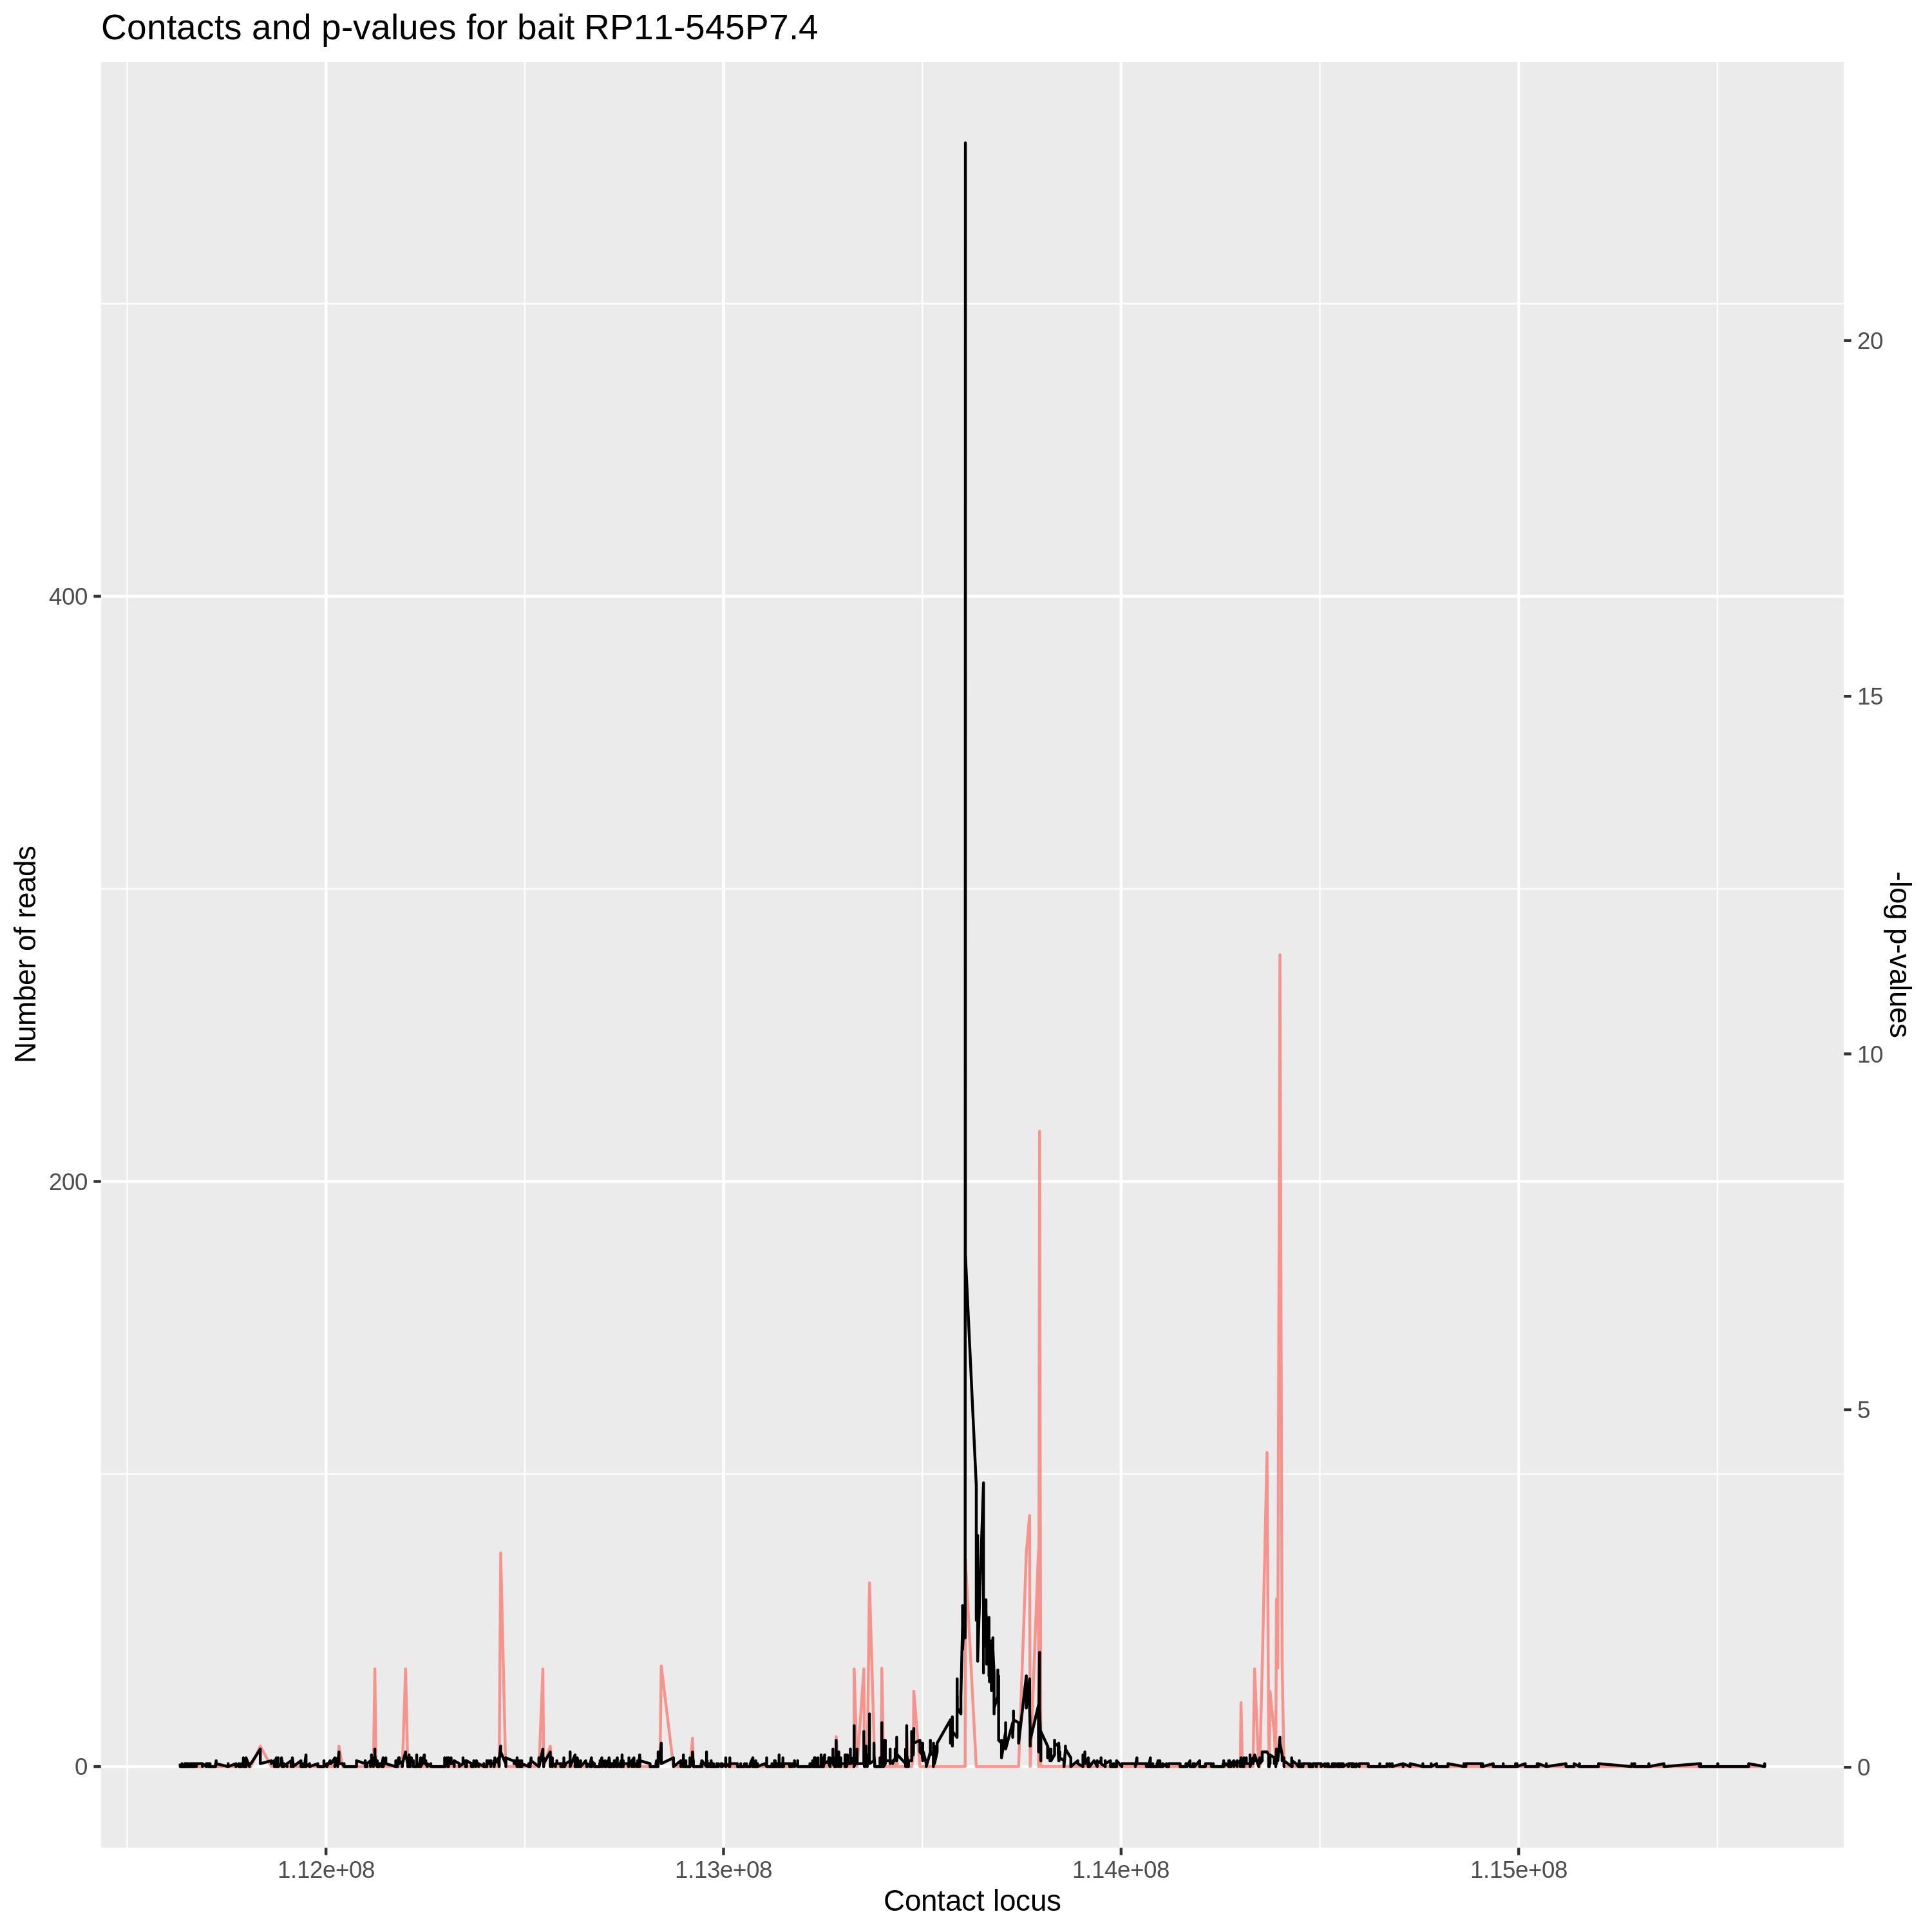 Contacts and p-values for bait RP11-545P7.4
400
200
0
Number of reads
20
15
10
5
0
-log p-values
1.12e+08
1.13e+08
1.14e+08
1.15e+08
Contact locus